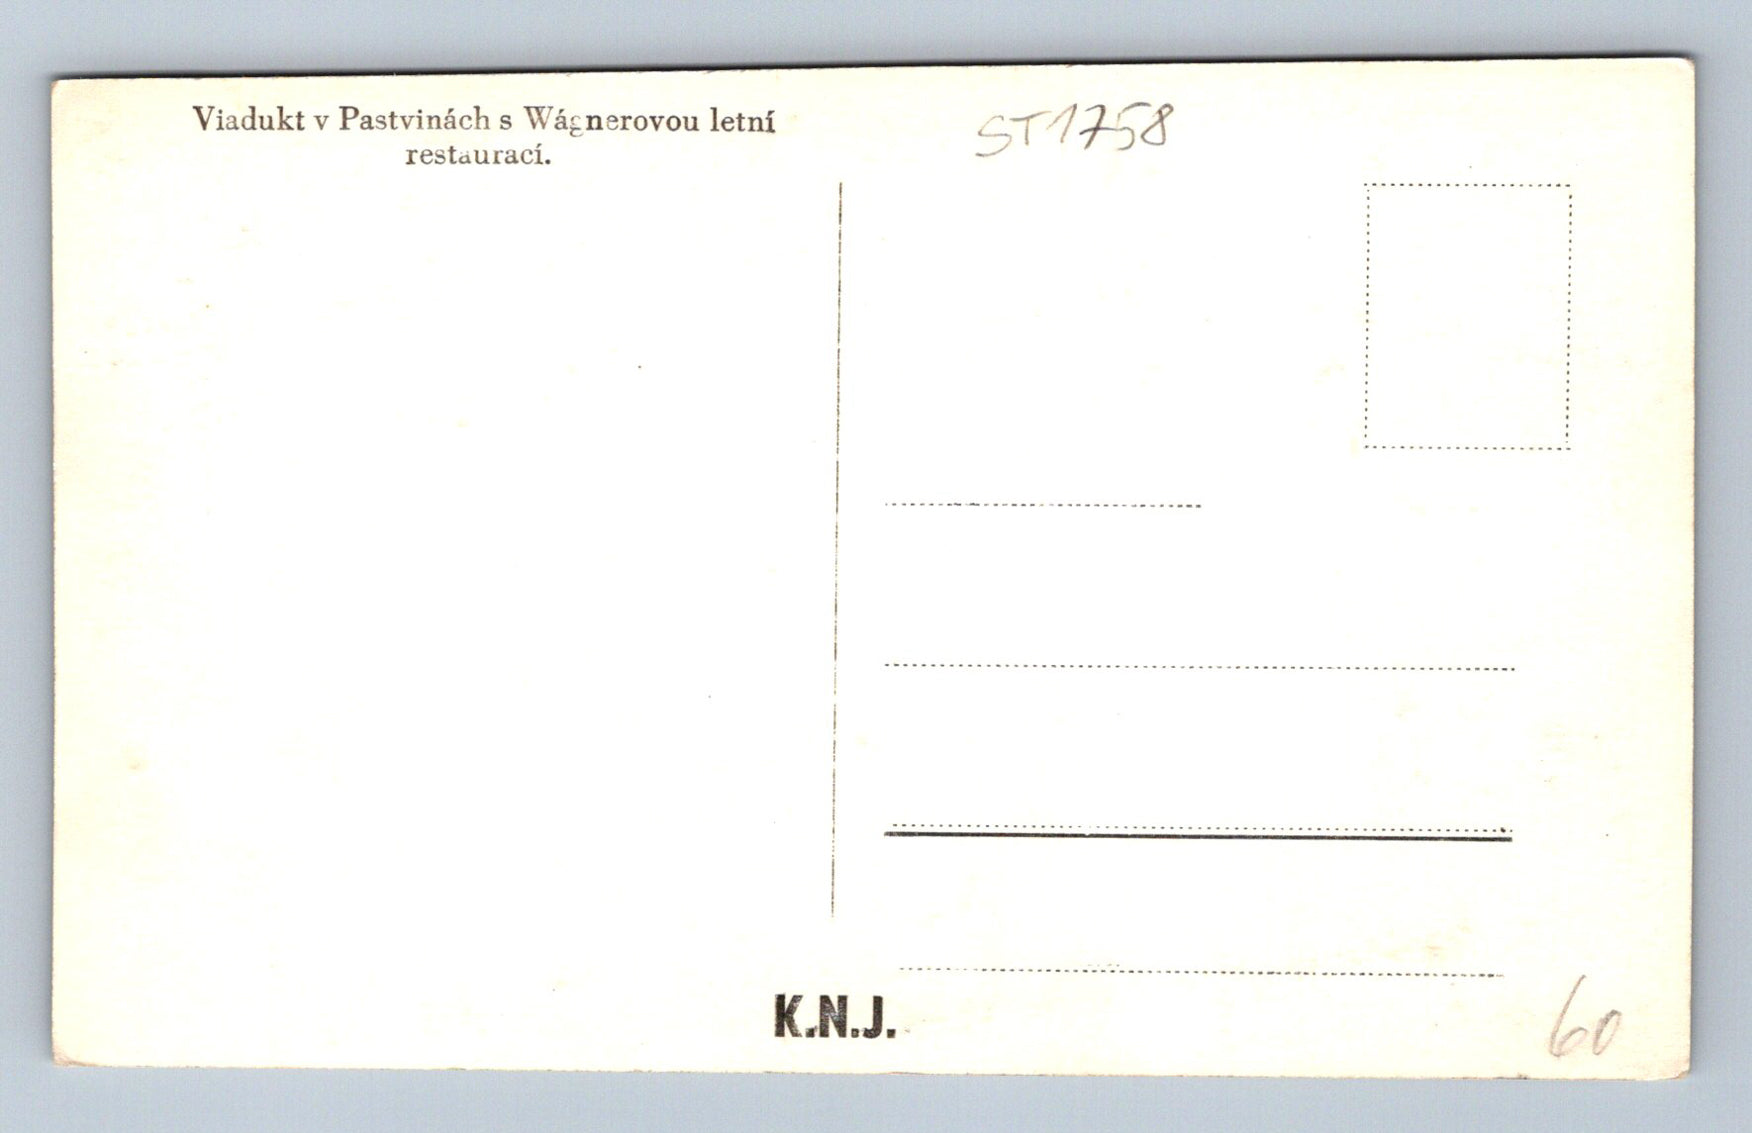 Viadukt v Pastvinách s Wágnerovou letní
restaurací.
ST1758
K.N.J.
60